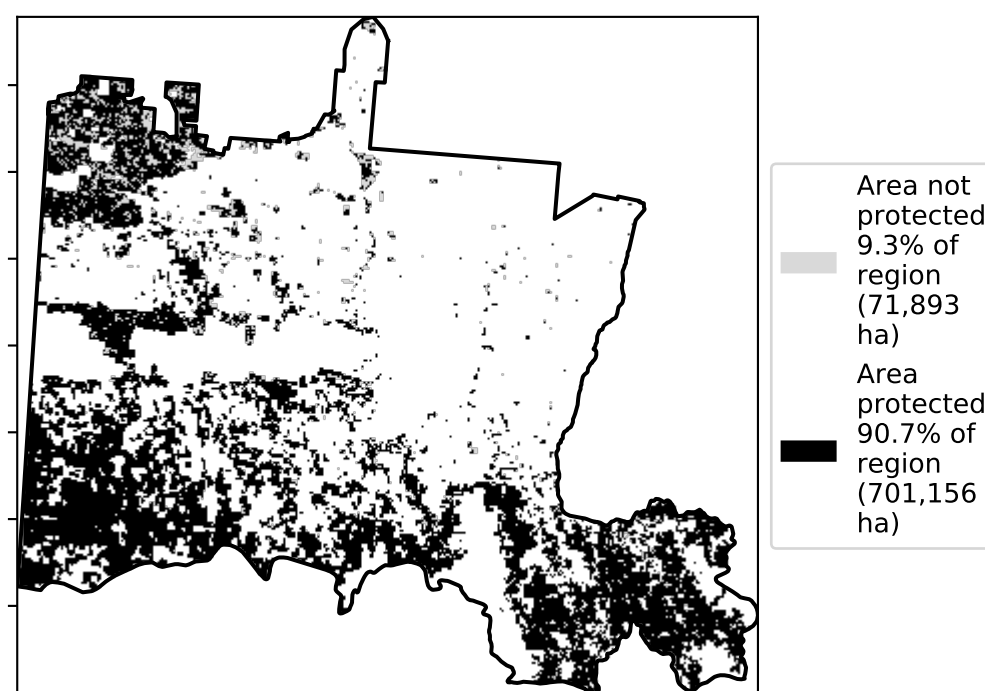 Area not
protected
9.3% of
region
(71,893
ha)
Area
protected
90.7% of
region
(701,156
ha)